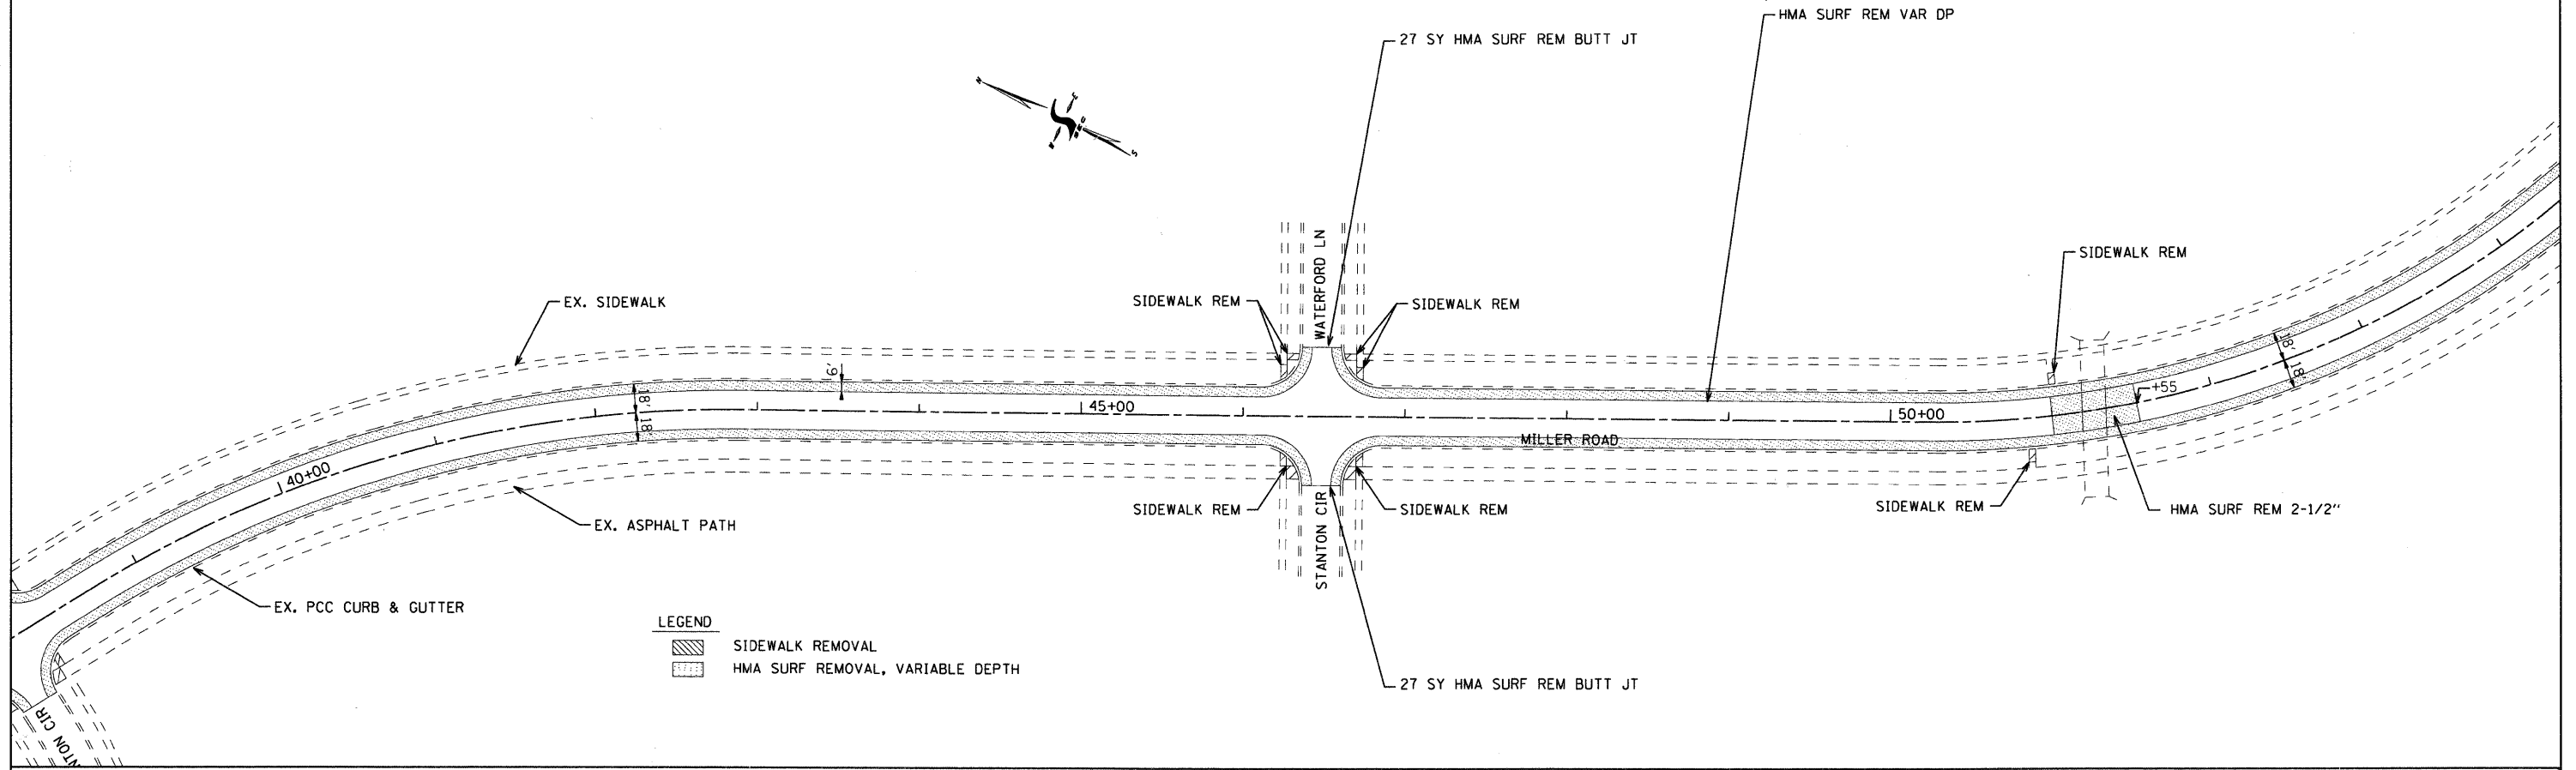 HMA SURF REM VAR DP
27 SY HMA SURF REM BUTT JT
N
E
W
S
WATERFORD LN
SIDEWALK REM
EX. SIDEWALK
SIDEWALK REM
SIDEWALK REM
6'
18'
18'
45+00
50+00
+55
18'
18'
MILLER ROAD
40+00
SIDEWALK REM
SIDEWALK REM
SIDEWALK REM
HMA SURF REM 2-1/2"
EX. ASPHALT PATH
STANTON CIR
EX. PCC CURB & GUTTER
LEGEND
SIDEWALK REMOVAL
HMA SURF REMOVAL, VARIABLE DEPTH
27 SY HMA SURF REM BUTT JT
NTON CIR